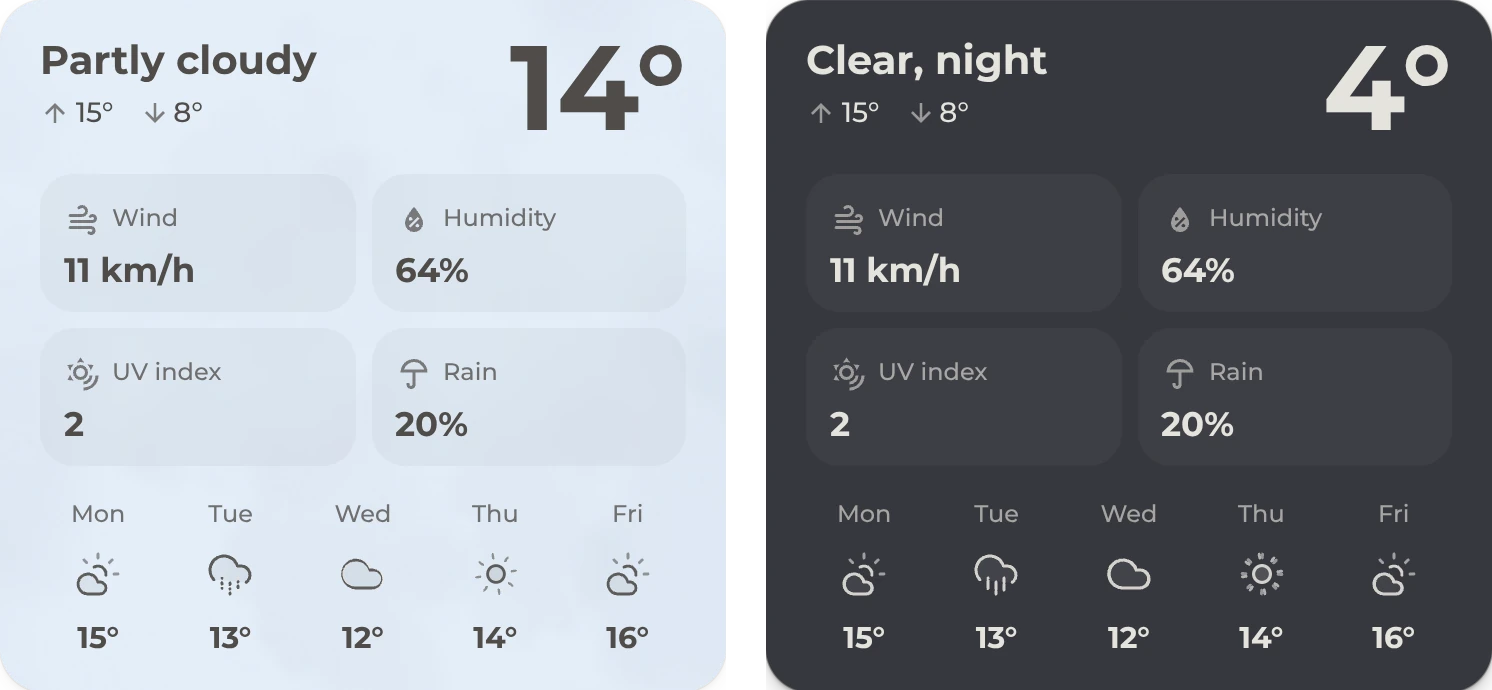 Partly cloudy
14°
↑ 15° ↓ 8°
Wind
11 km/h
Humidity
64%
UV index
2
Rain
20%
Mon Tue Wed Thu Fri
15° 13° 12° 14° 16°
Clear, night
4°
↑ 15° ↓ 8°
Wind
11 km/h
Humidity
64%
UV index
2
Rain
20%
Mon Tue Wed Thu Fri
15° 13° 12° 14° 16°